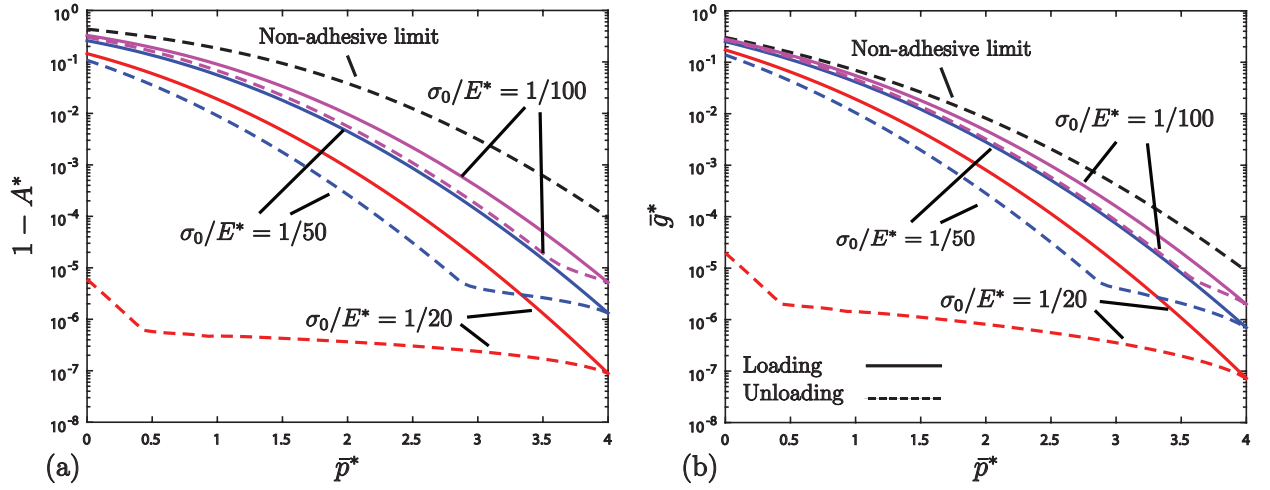 10⁰
10⁻¹
10⁻²
10⁻³
10⁻⁴
10⁻⁵
10⁻⁶
10⁻⁷
10⁻⁸
1 − A*
Non-adhesive limit
σ₀/E* = 1/100
σ₀/E* = 1/50
σ₀/E* = 1/20
0 0.5 1 1.5 2 2.5 3 3.5 4
(a) p̄*
10⁰
10⁻¹
10⁻²
10⁻³
10⁻⁴
10⁻⁵
10⁻⁶
10⁻⁷
10⁻⁸
ḡ*
Non-adhesive limit
σ₀/E* = 1/100
σ₀/E* = 1/50
σ₀/E* = 1/20
Loading
Unloading
0 0.5 1 1.5 2 2.5 3 3.5 4
(b) p̄*